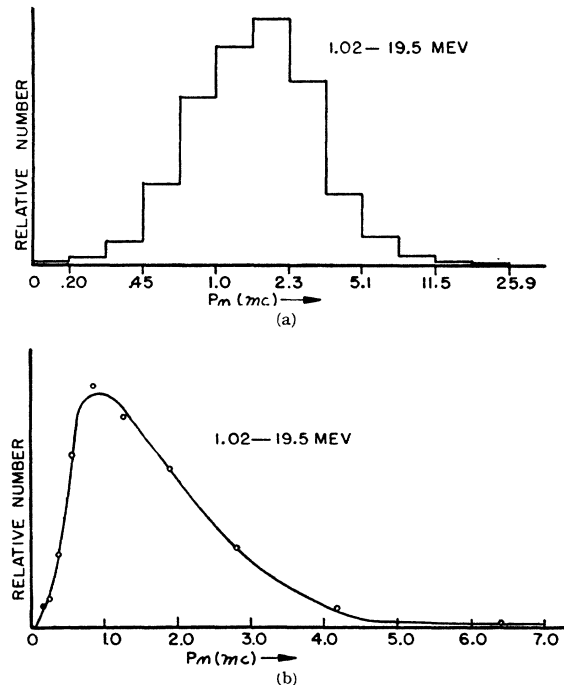 RELATIVE NUMBER
1.02—19.5 MEV
0 .20 .45 1.0 2.3 5.1 11.5 25.9
Pn (mc)
(a)
RELATIVE NUMBER
1.02—19.5 MEV
0 1.0 2.0 3.0 4.0 5.0 6.0 7.0
Pn (mc)
(b)